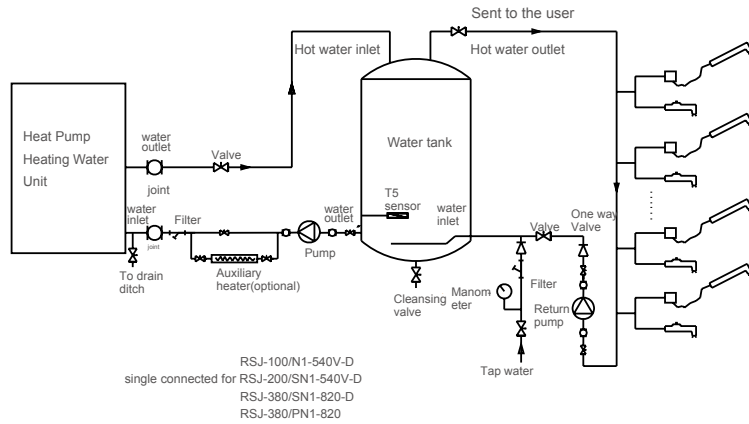 Sent to the user
Hot water inlet
Hot water outlet
Heat Pump
Heating Water
Unit
water
outlet
Valve
joint
Water tank
T5
sensor
water
inlet
Filter
joint
water
outlet
Pump
water
inlet
Valve
One way
Valve
To drain
ditch
Auxiliary
heater(optional)
Cleansing
valve
Manom
eter
Filter
Return
pump
Tap water
RSJ-100/N1-540V-D
single connected for RSJ-200/SN1-540V-D
RSJ-380/SN1-820-D
RSJ-380/PN1-820